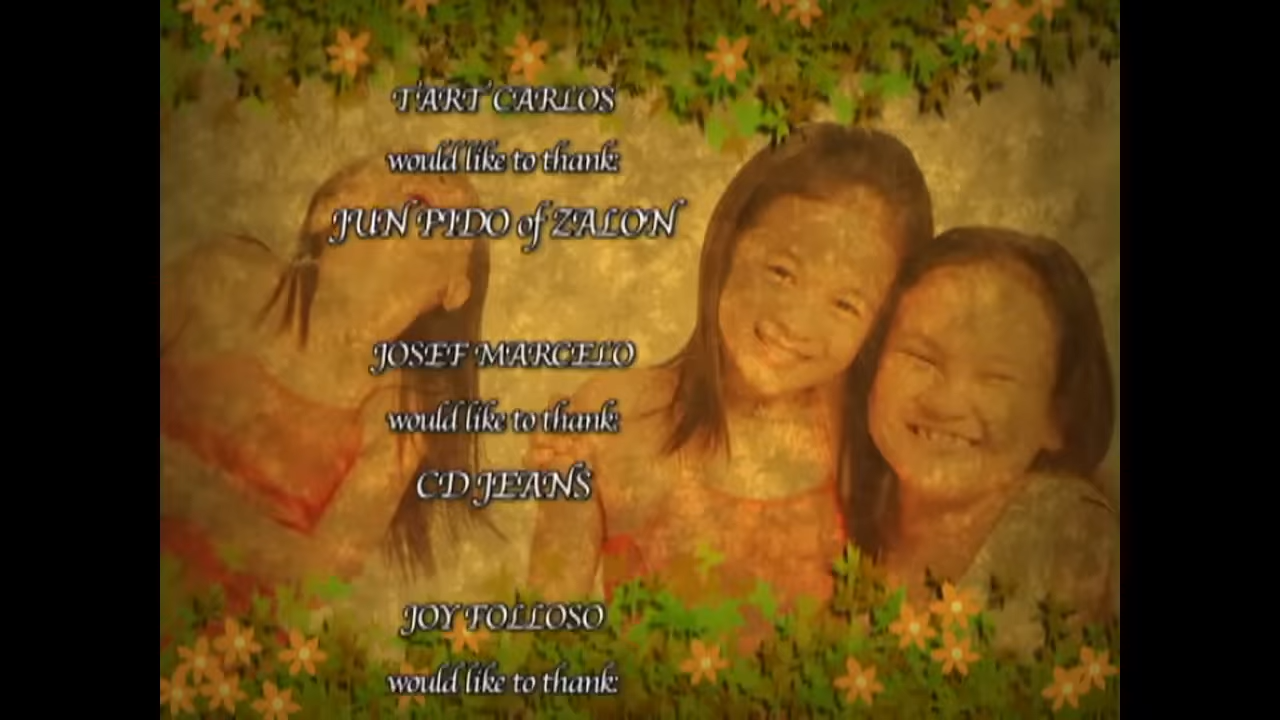 TART CARLOS
would like to thank:
JUN PIDO of ZALON
JOSEF MARCELO
would like to thank:
CD JEANS
JOY FOLLOSO
would like to thank: